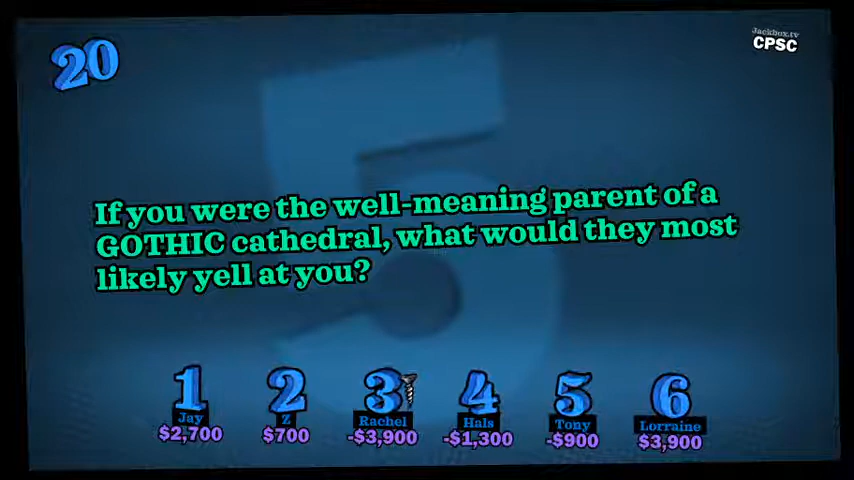 20
Jackbox.tv
CPSC
5
If you were the well-meaning parent of a
GOTHIC cathedral, what would they most
likely yell at you?
1 2 3 4 5 6
Jay Z Rachel Hals Tony Lorraine
$2,700 $700 -$3,900 -$1,300 -$900 $3,900